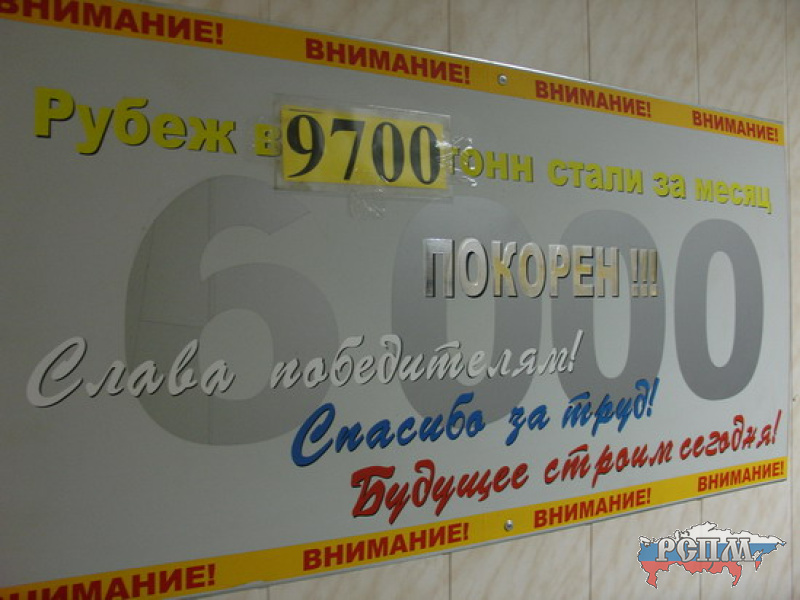 ВНИМАНИЕ! ВНИМАНИЕ! ВНИМАНИЕ! ВНИМАНИЕ!
Рубеж в 9700 тонн стали за месяц
6000
ПОКОРЕН !!!
Слава победителям!
Спасибо за труд!
Будущее строим сегодня!
ВНИМАНИЕ! ВНИМАНИЕ! ВНИМАНИЕ! ВНИМАНИЕ!
РСПМ